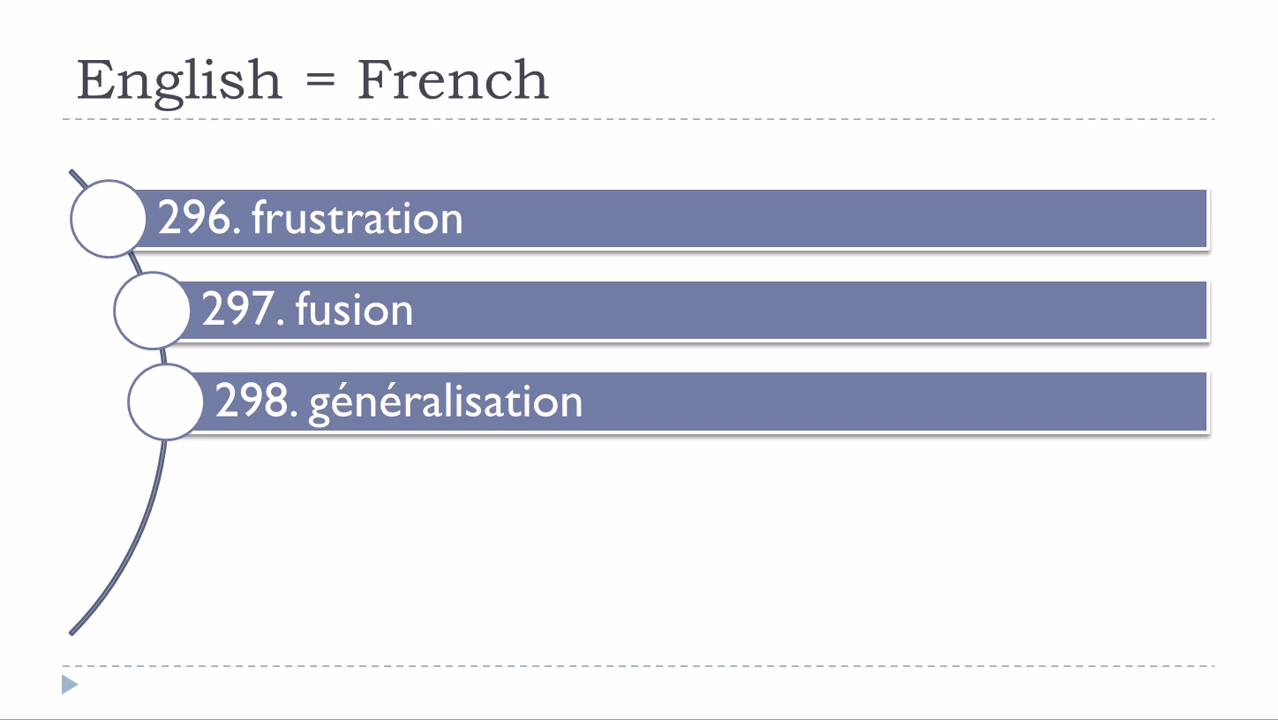 English = French
296. frustration
297. fusion
298. généralisation